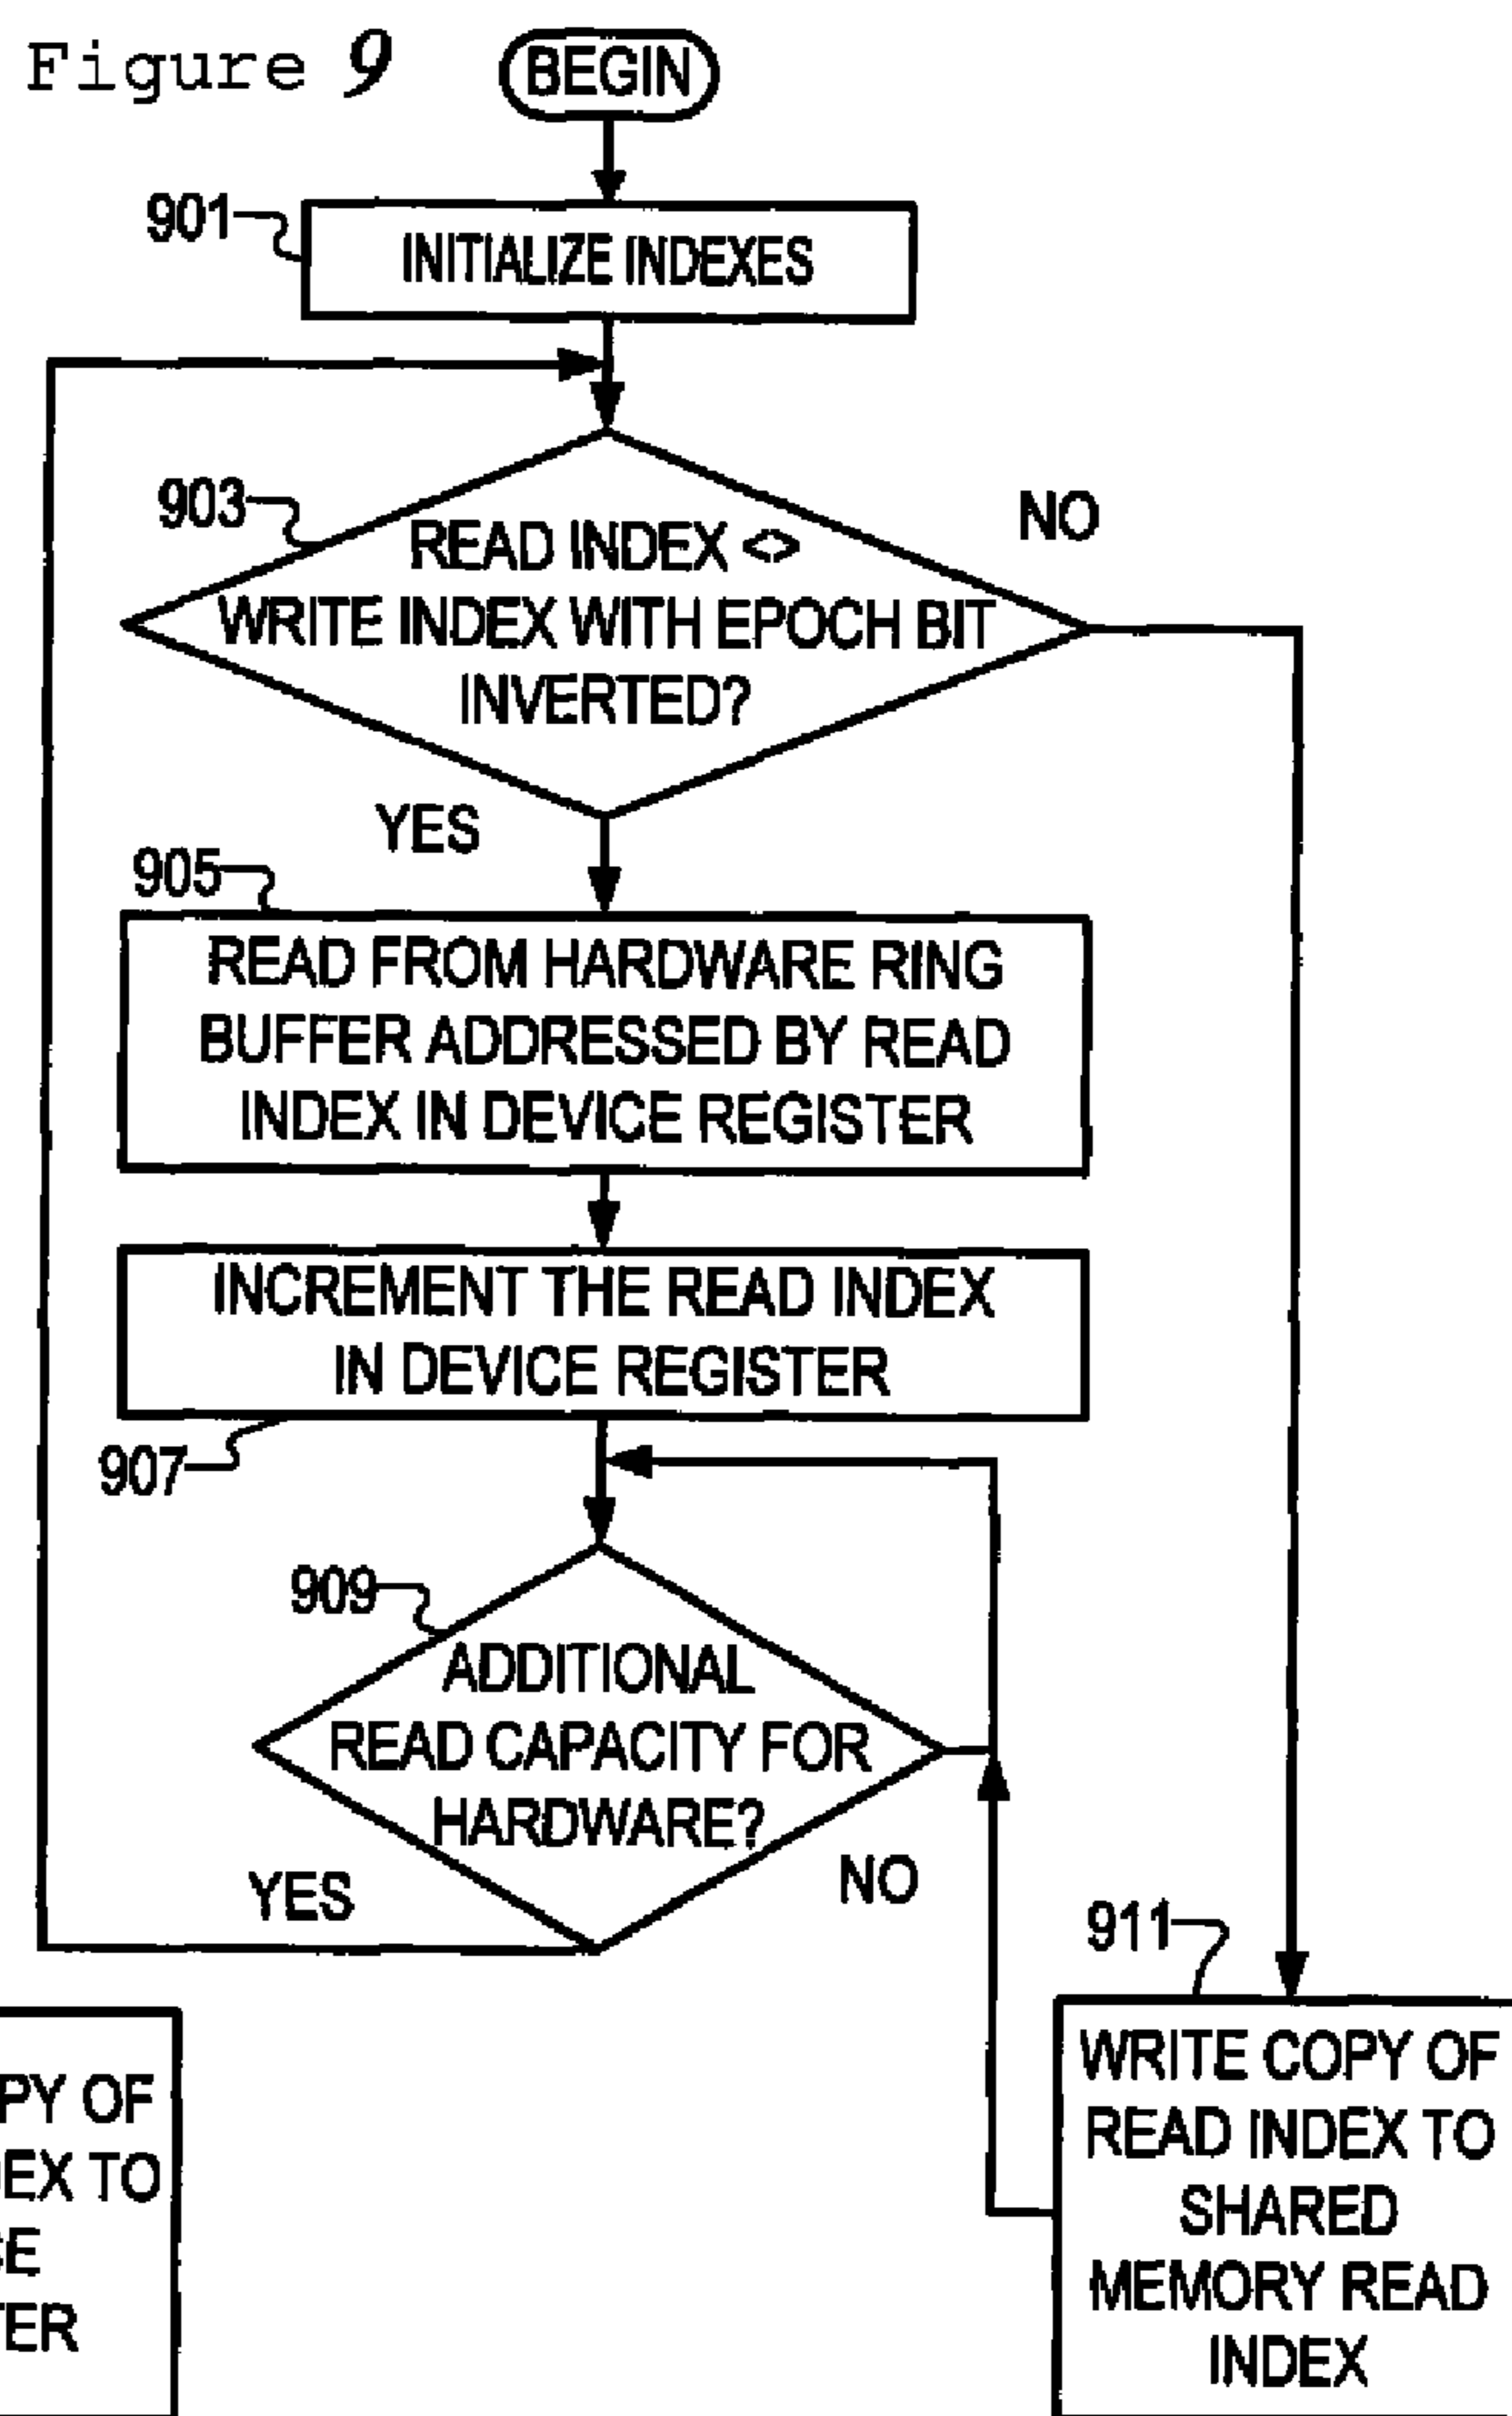 Figure 9
BEGIN
901
INITIALIZE INDEXES
903
NO
READ INDEX <>
WRITE INDEX WITH EPOCH BIT
INVERTED?
YES
905
READ FROM HARDWARE RING
BUFFER ADDRESSED BY READ
INDEX IN DEVICE REGISTER
INCREMENT THE READ INDEX
IN DEVICE REGISTER
907
909
ADDITIONAL
READ CAPACITY FOR
HARDWARE?
YES
NO
911
WRITE COPY OF
READ INDEX TO
SHARED
MEMORY READ
INDEX
PY OF
EX TO
TER